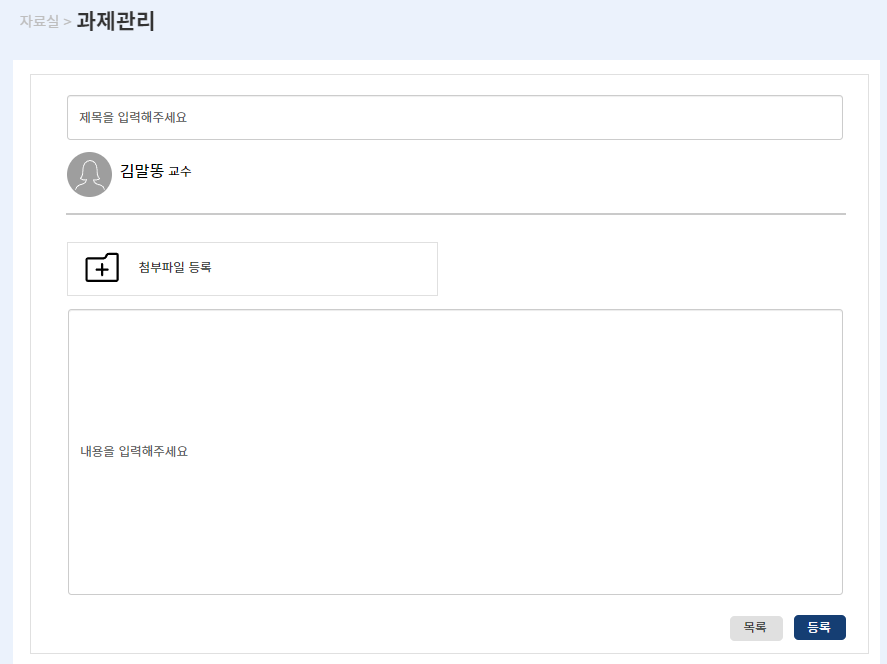 자료실 > 과제관리
제목을 입력해주세요
김말똥 교수
첨부파일 등록
내용을 입력해주세요
목록 등록